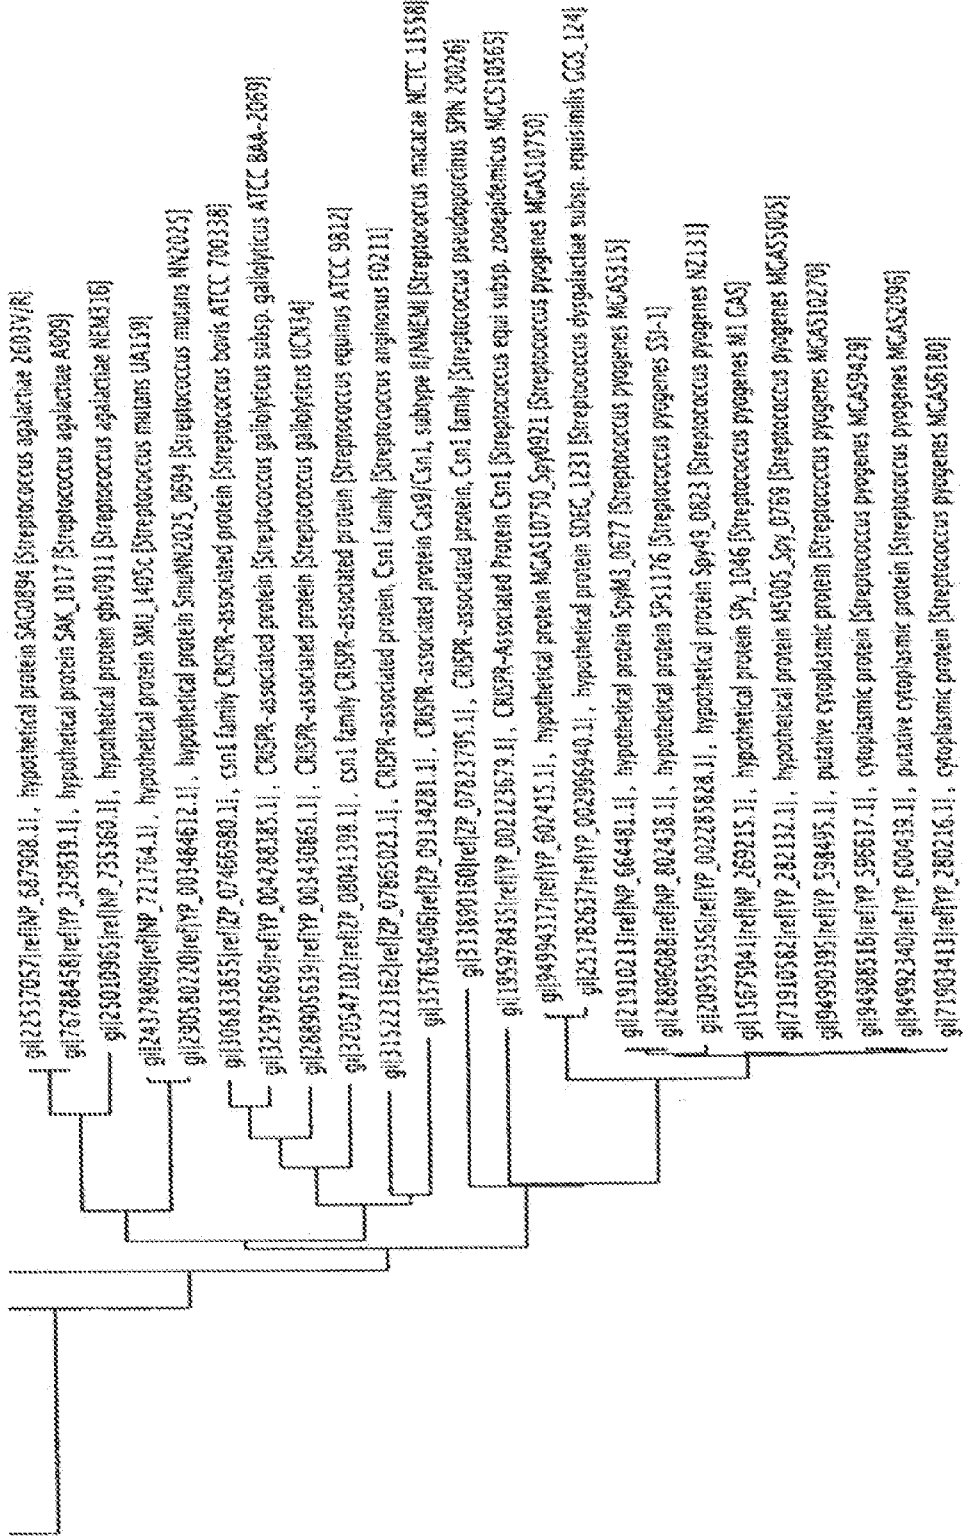 gi|22537057|ref|NP_687908.1|, hypothetical protein SAG0894 [Streptococcus agalactiae 2603V/R]
gi|76788458|ref|YP_329819.1|, hypothetical protein SAK_1017 [Streptococcus agalactiae A909]
gi|25010965|ref|NP_735360.1|, hypothetical protein gbs0911 [Streptococcus agalactiae NEM316]
gi|24379809|ref|NP_721764.1|, hypothetical protein SMU_1405c [Streptococcus mutans UA159]
gi|290580220|ref|YP_003484612.1|, hypothetical protein SmuNN2025_0694 [Streptococcus mutans NN2025]
gi|306833855|ref|ZP_07466980.1|, csn1 family CRISPR-associated protein [Streptococcus bovis ATCC 700338]
gi|325978669|ref|YP_004288385.1|, CRISPR-associated protein [Streptococcus gallolyticus subsp. gallolyticus ATCC BAA-2069]
gi|288905639|ref|YP_003430861.1|, CRISPR-associated protein [Streptococcus gallolyticus UCN34]
gi|320547102|ref|ZP_08041398.1|, csn1 family CRISPR-associated protein [Streptococcus equinus ATCC 9812]
gi|315223162|ref|ZP_07865023.1|, CRISPR-associated protein, Csn1 family [Streptococcus anginosus F0211]
gi|357636406|ref|ZP_09134281.1|, CRISPR-associated protein Cas9/Csn1, subtype II/NMEMI [Streptococcus macacae NCTC 11558]
gi|313890160|ref|ZP_07823795.1|, CRISPR-associated protein, Csn1 family [Streptococcus pseudoporcinus SPIN 20026]
gi|195978435|ref|YP_002123679.1|, CRISPR-Associated Protein Csn1 [Streptococcus equi subsp. zooepidemicus MGCS10565]
gi|94994317|ref|YP_602415.1|, hypothetical protein MGAS10750_Spy0921 [Streptococcus pyogenes MGAS10750]
gi|251782637|ref|YP_002996940.1|, hypothetical protein SDEG_1231 [Streptococcus dysgalactiae subsp. equisimilis GGS_124]
gi|21910213|ref|NP_664481.1|, hypothetical protein SpyM3_0677 [Streptococcus pyogenes MGAS315]
gi|28896088|ref|NP_802438.1|, hypothetical protein SPs1176 [Streptococcus pyogenes SSI-1]
gi|209559356|ref|YP_002285828.1|, hypothetical protein Spy49_0823 [Streptococcus pyogenes NZ131]
gi|15675041|ref|NP_269215.1|, hypothetical protein SPy_1046 [Streptococcus pyogenes M1 GAS]
gi|71910582|ref|YP_282132.1|, hypothetical protein M5005_Spy_0769 [Streptococcus pyogenes MGAS5005]
gi|94990395|ref|YP_598495.1|, putative cytoplasmic protein [Streptococcus pyogenes MGAS10270]
gi|94988516|ref|YP_596617.1|, cytoplasmic protein [Streptococcus pyogenes MGAS9429]
gi|94992340|ref|YP_600439.1|, putative cytoplasmic protein [Streptococcus pyogenes MGAS2096]
gi|71903413|ref|YP_280216.1|, cytoplasmic protein [Streptococcus pyogenes MGAS6180]